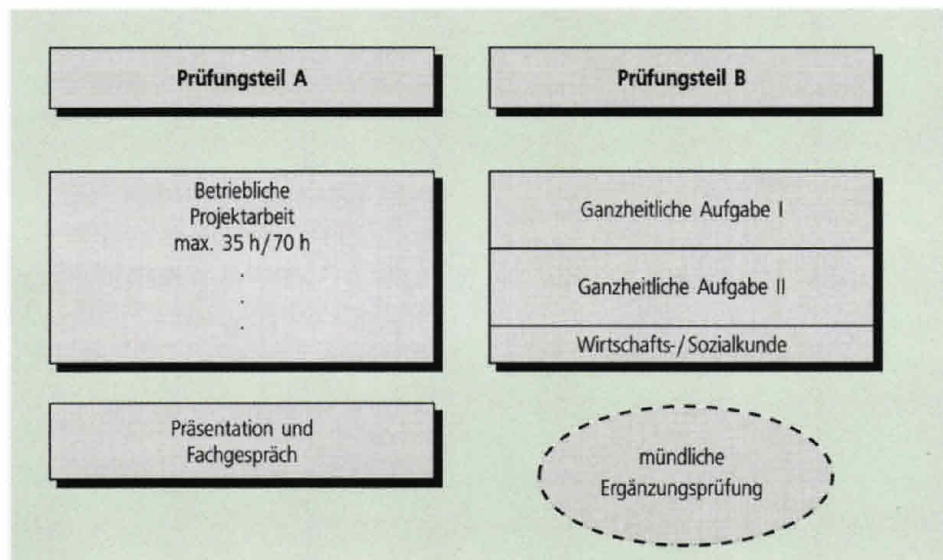 Prüfungsteil A
Betriebliche
Projektarbeit
max. 35 h/70 h
.
.
Präsentation und
Fachgespräch
Prüfungsteil B
Ganzheitliche Aufgabe I
Ganzheitliche Aufgabe II
Wirtschafts-/Sozialkunde
mündliche
Ergänzungsprüfung